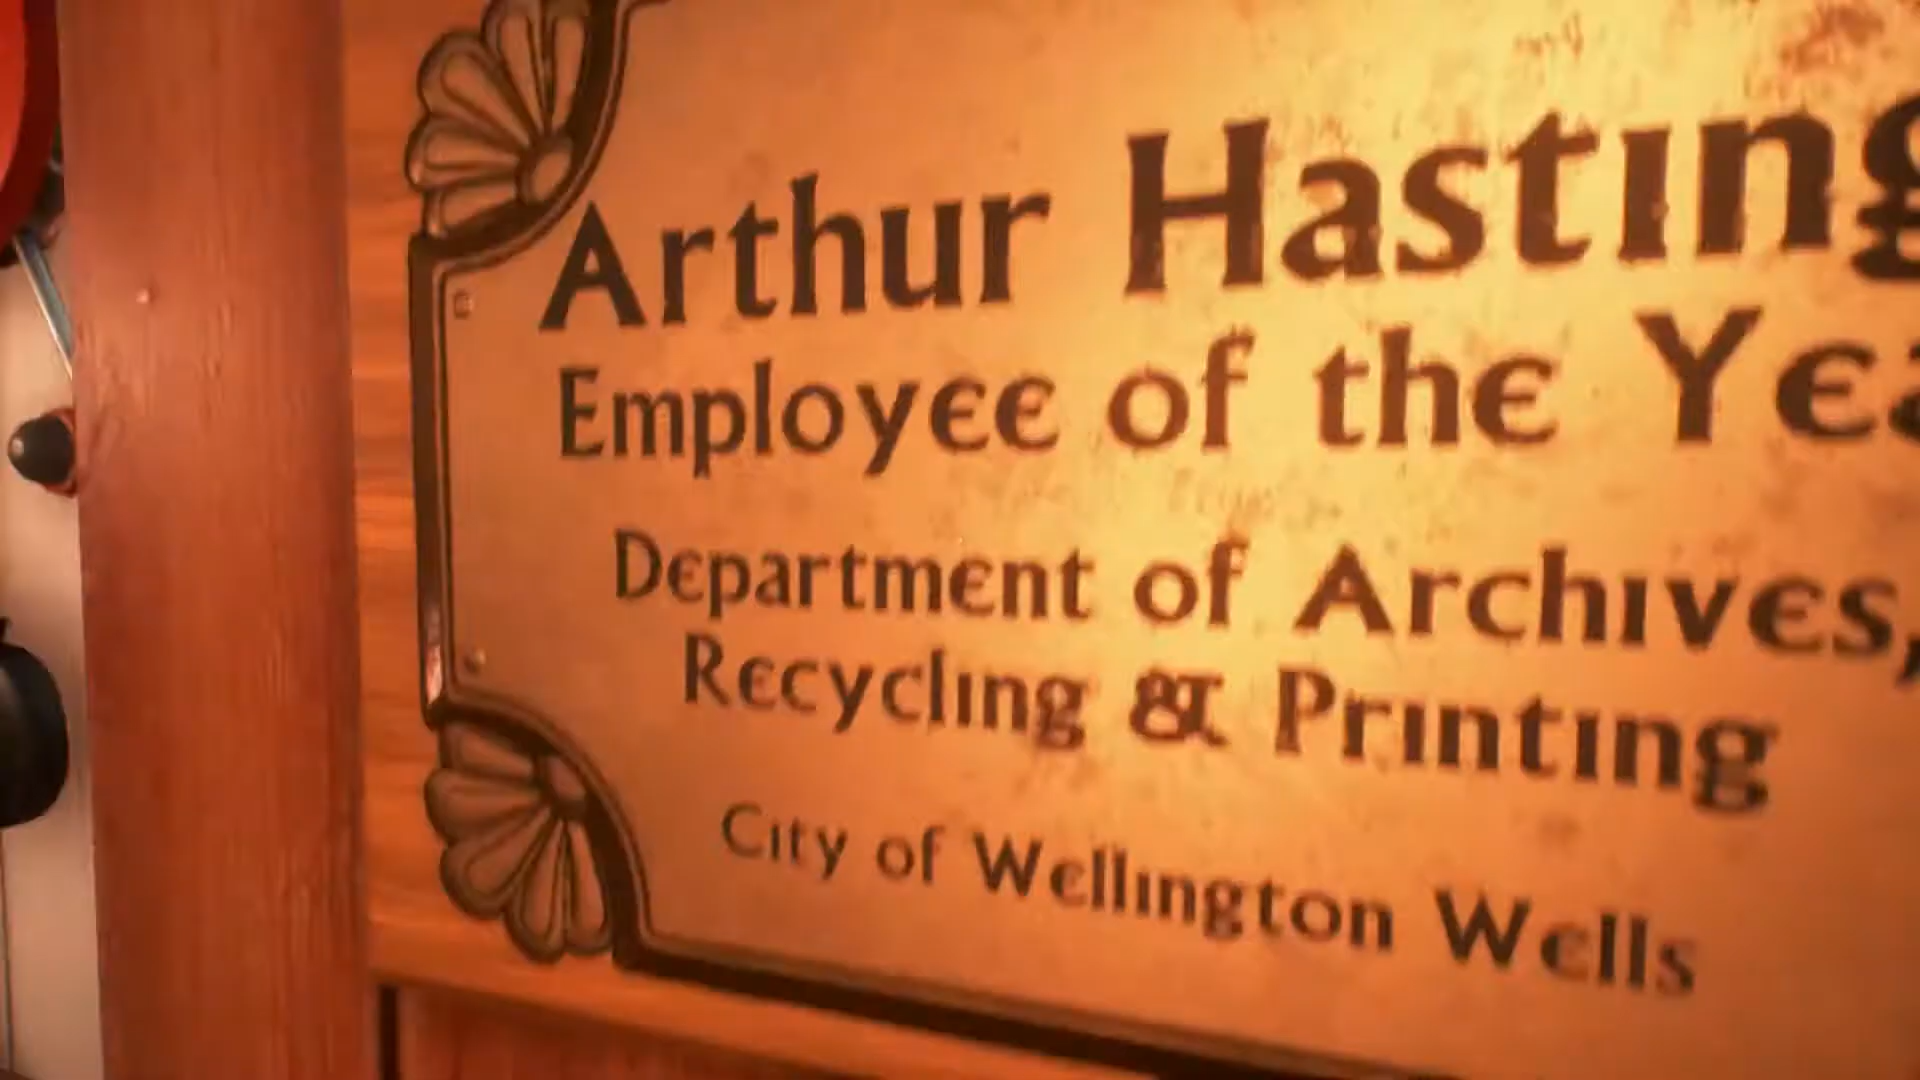 Arthur Hasting
Employee of the Yea
Department of Archives,
Recycling & Printing
City of Wellington Wells